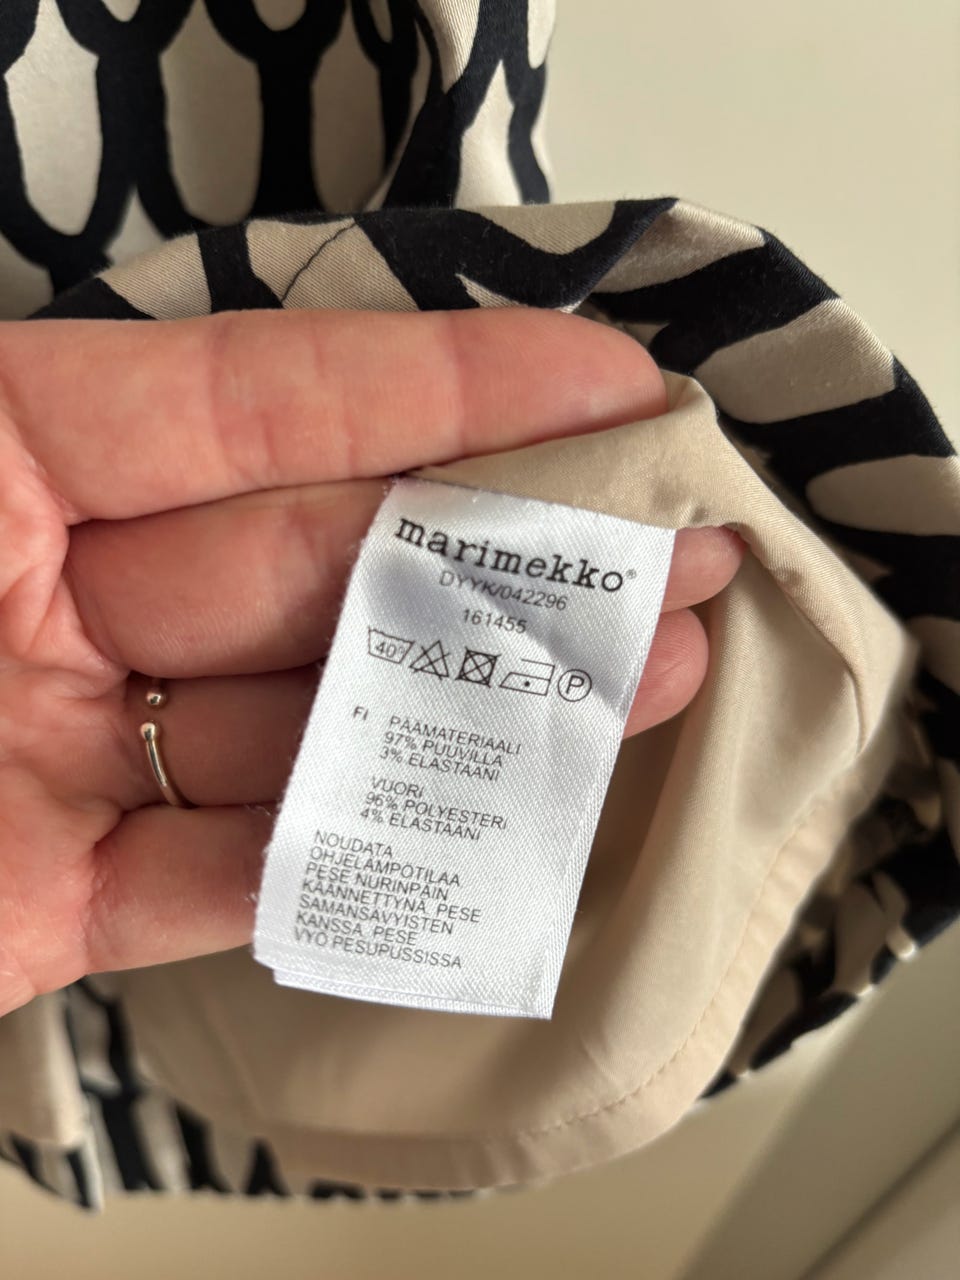 marimekko®
DYYK/042296
161455
40°
P
FI PÄÄMATERIAALI
97% PUUVILLA
3% ELASTAANI
VUORI
96% POLYESTERI
4% ELASTAANI
NOUDATA
OHJELÄMPÖTILAA,
PESE NURINPÄIN
KÄÄNNETTYNÄ, PESE
SAMANSÄVYISTEN
KANSSA, PESE
VYÖ PESUPUSSISSA